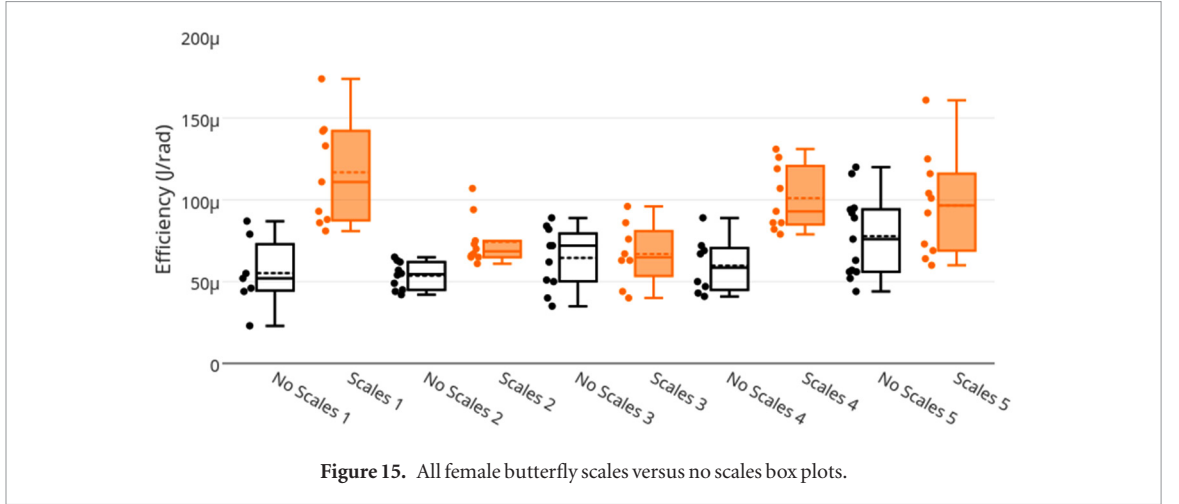 200μ
150μ
100μ
50μ
0
Efficiency (J/rad)
No Scales 1
Scales 1
No Scales 2
Scales 2
No Scales 3
Scales 3
No Scales 4
Scales 4
No Scales 5
Scales 5
Figure 15. All female butterfly scales versus no scales box plots.